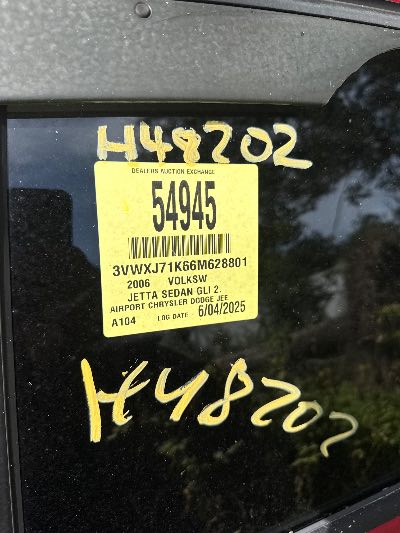 H48202
DEALERS AUCTION EXCHANGE
54945
3VWXJ71K66M628801
2006 VOLKSW
JETTA SEDAN GLI 2.
AIRPORT CHRYSLER DODGE JEE
A104 LOG DATE - 6/04/2025
H48202